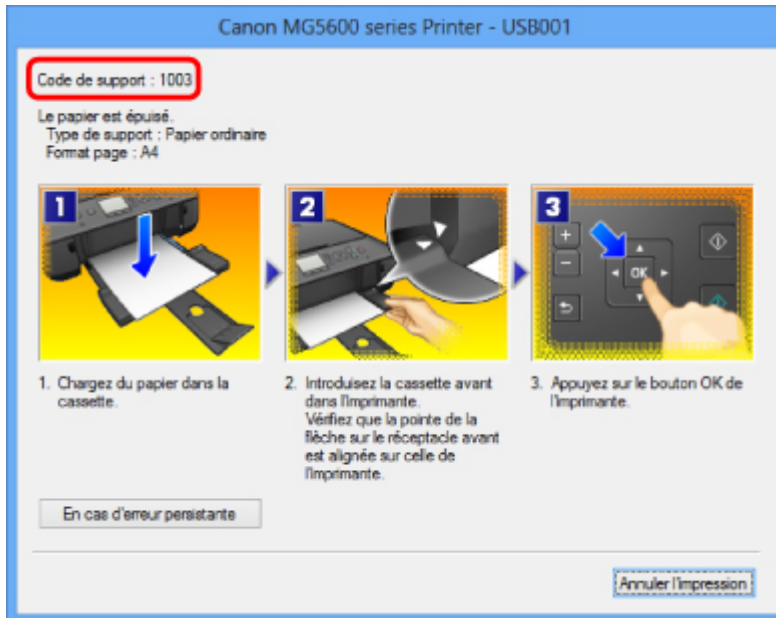 Canon MG5600 series Printer - USB001
Code de support : 1003
Le papier est épuisé.
Type de support : Papier ordinaire
Format page : A4
1
2
3
+
−
OK
1. Chargez du papier dans la
cassette.
2. Introduisez la cassette avant
dans l'imprimante.
Vérifiez que la pointe de la
flèche sur le réceptacle avant
est alignée sur celle de
l'imprimante.
3. Appuyez sur le bouton OK de
l'imprimante.
En cas d'erreur persistante
Annuler l'impression